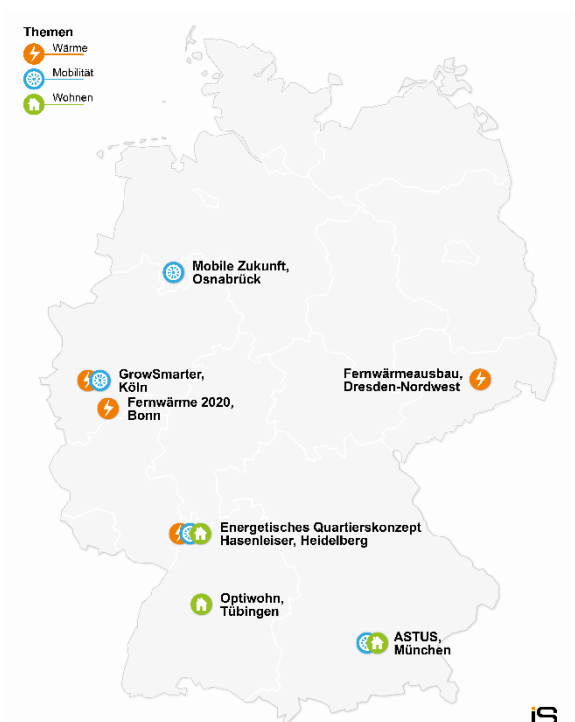 Themen
Wärme
Mobilität
Wohnen
Mobile Zukunft,
Osnabrück
GrowSmarter,
Köln
Fernwärme 2020,
Bonn
Fernwärmeausbau,
Dresden-Nordwest
Energetisches Quartierskonzept
Hasenleiser, Heidelberg
Optiwohn,
Tübingen
ASTUS,
München